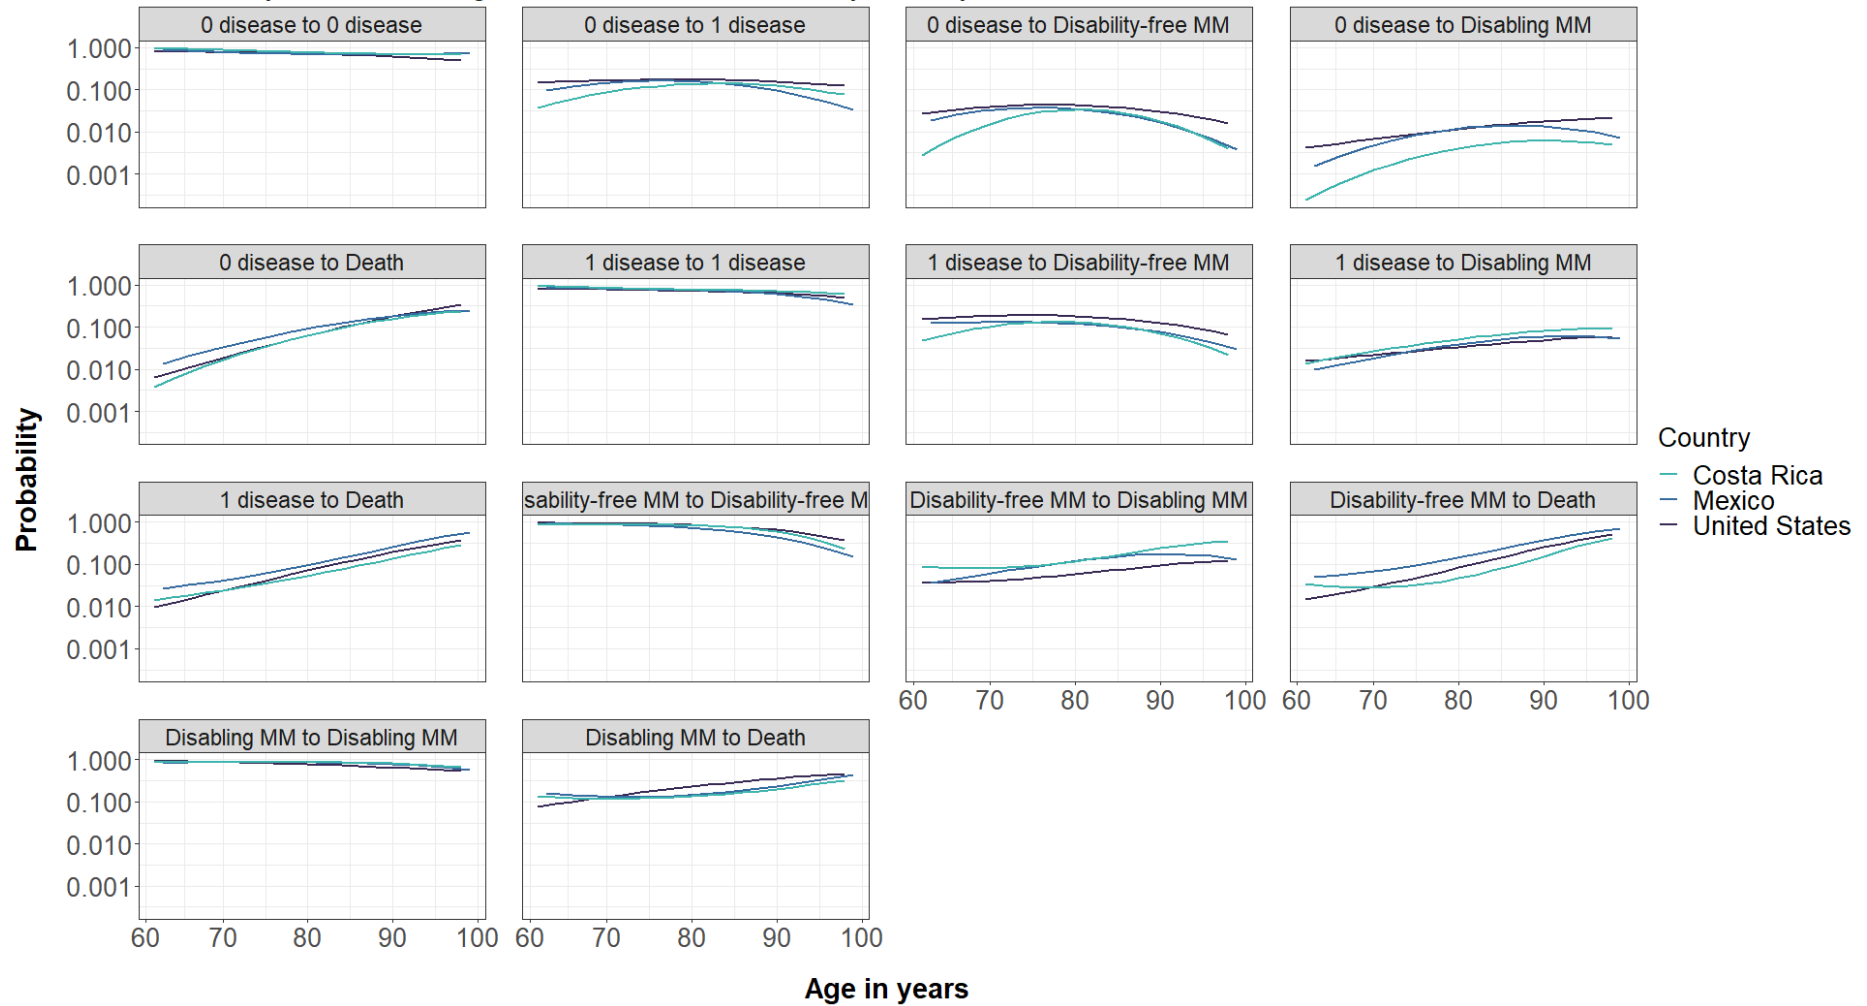 0 disease to 0 disease
0 disease to 1 disease
0 disease to Disability-free MM
0 disease to Disabling MM
1.000
0.100
0.010
0.001
0 disease to Death
1 disease to 1 disease
1 disease to Disability-free MM
1 disease to Disabling MM
1.000
0.100
0.010
0.001
1 disease to Death
sability-free MM to Disability-free M
Disability-free MM to Disabling MM
Disability-free MM to Death
1.000
0.100
0.010
0.001
60 70 80 90 100
60 70 80 90 100
Disabling MM to Disabling MM
Disabling MM to Death
1.000
0.100
0.010
0.001
60 70 80 90 100
60 70 80 90 100
Probability
Age in years
Country
Costa Rica
Mexico
United States